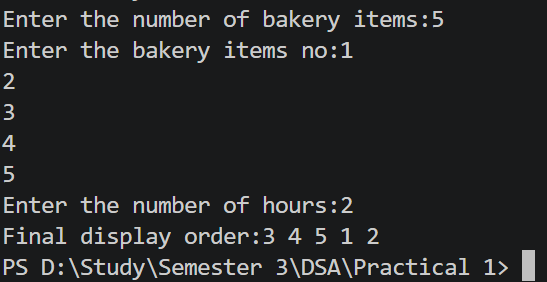 Enter the number of bakery items:5
Enter the bakery items no:1
2
3
4
5
Enter the number of hours:2
Final display order:3 4 5 1 2
PS D:\Study\Semester 3\DSA\Practical 1>